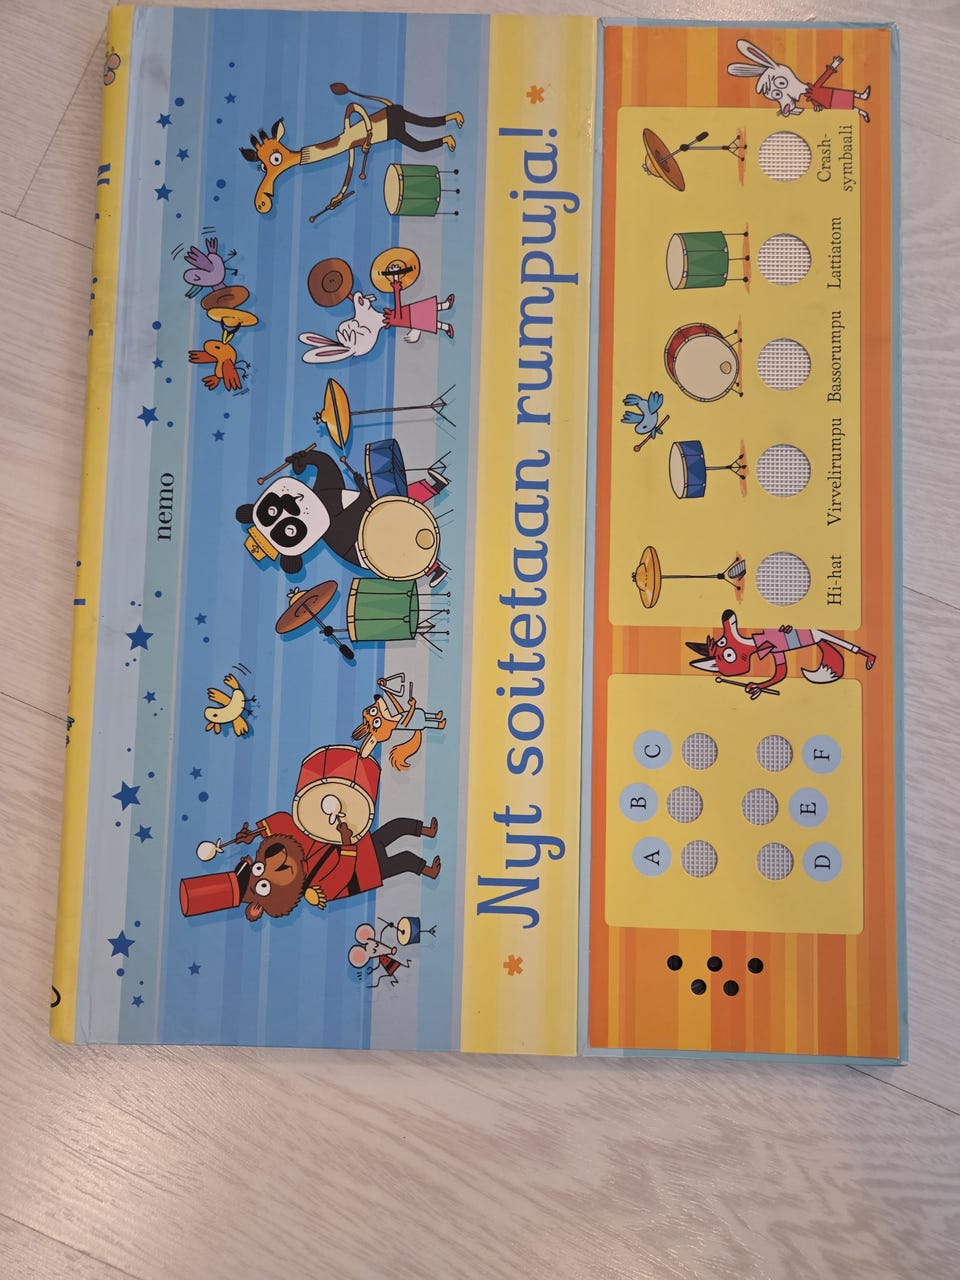 nemo
* Nyt soitetaan rumpuja! *
A
B
C
D
E
F
Hi-hat
Virvelirumpu
Bassorumpu
Lattiatom
Crash-
symbaali